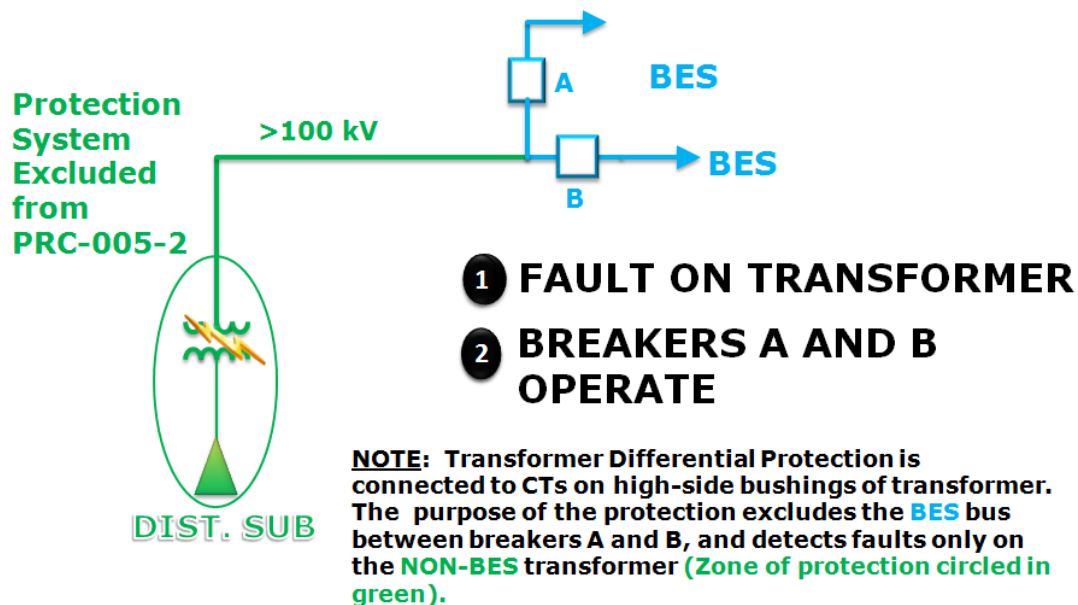 BES
A
Protection
System
Excluded
from
PRC-005-2
>100 kV
BES
B
1 FAULT ON TRANSFORMER
2 BREAKERS A AND B
OPERATE
DIST. SUB
NOTE: Transformer Differential Protection is
connected to CTs on high-side bushings of transformer.
The purpose of the protection excludes the BES bus
between breakers A and B, and detects faults only on
the NON-BES transformer (Zone of protection circled in
green).